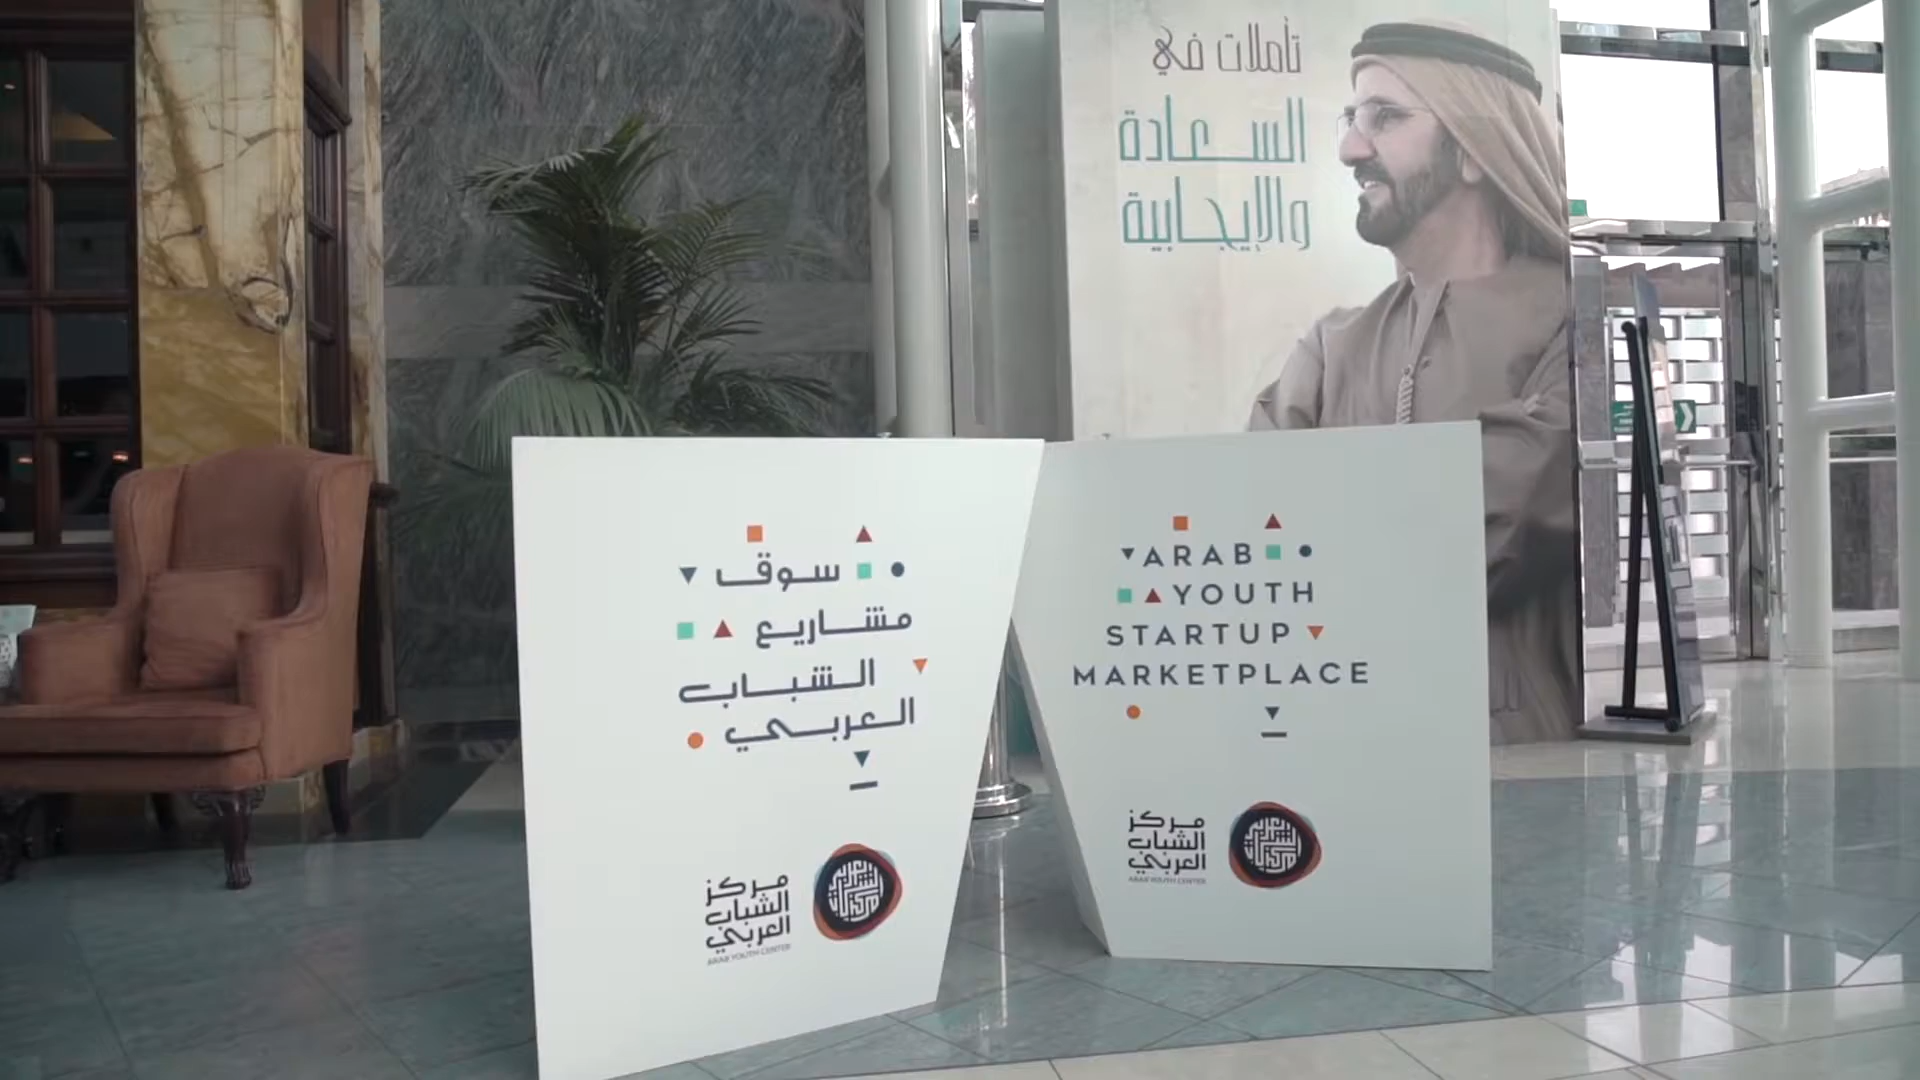 تأملات في
السعادة
والإيجابية
سوق
مشاريع
الشباب
العربي
مركز
الشباب
العربي
ARAB YOUTH CENTER
ARAB
YOUTH
STARTUP
MARKETPLACE
مركز
الشباب
العربي
ARAB YOUTH CENTER